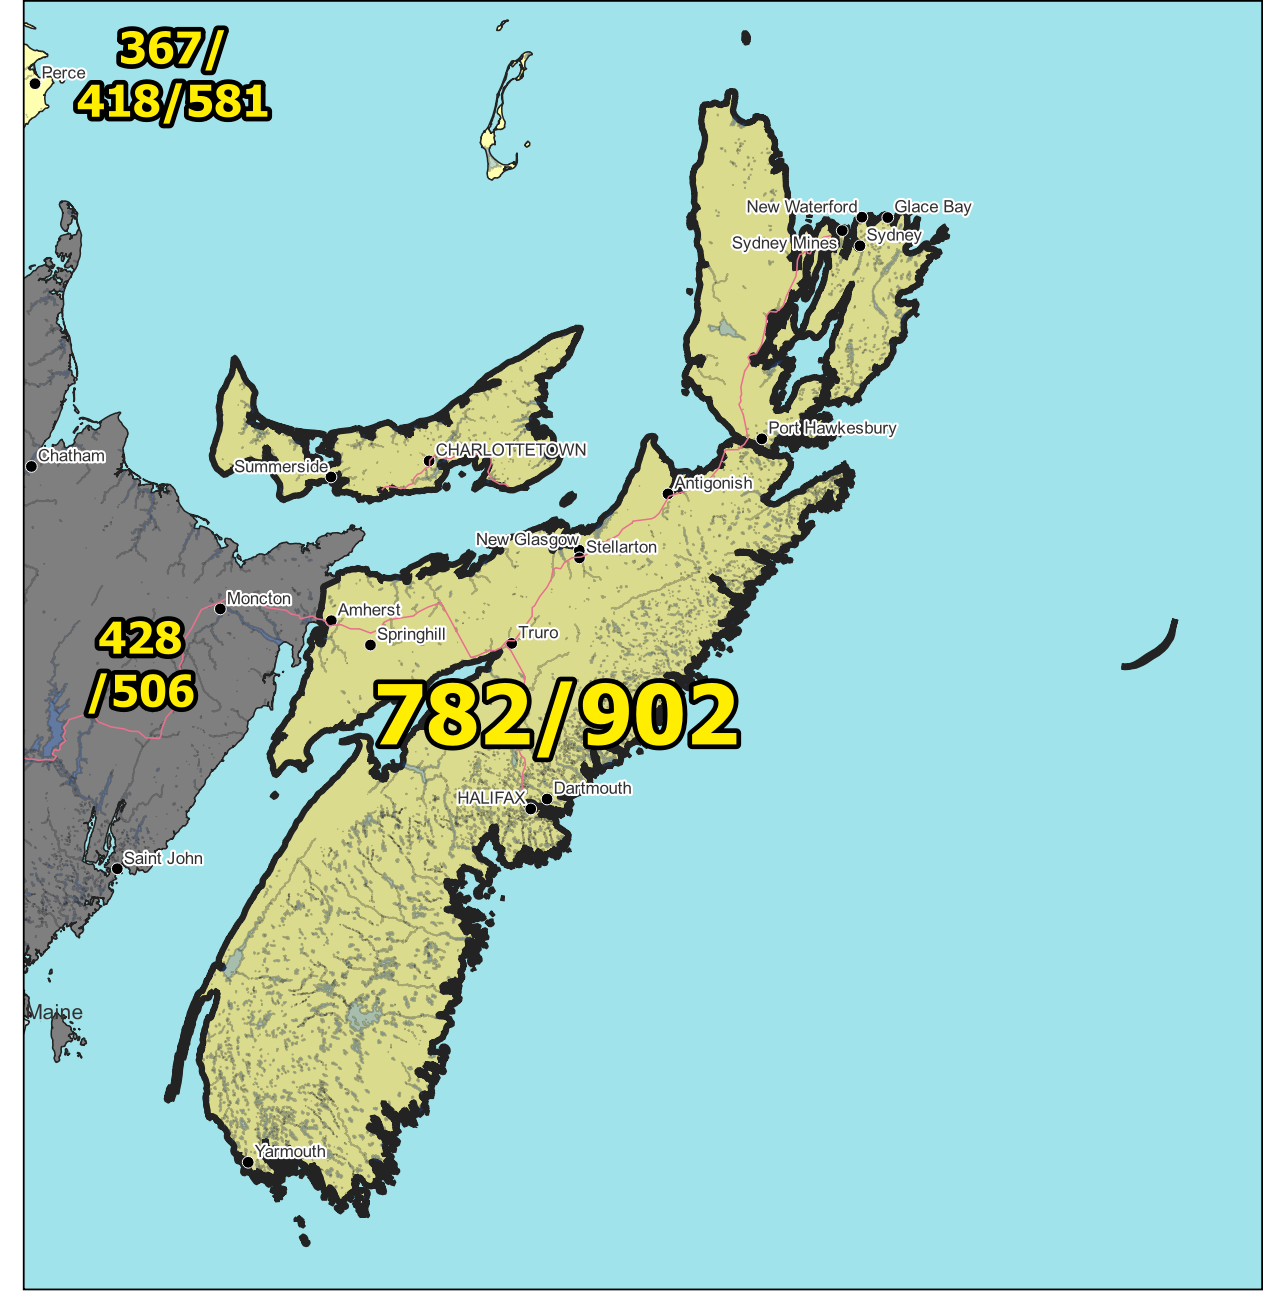 367/
418/581
Perce
New Waterford
Glace Bay
Sydney Mines
Sydney
Port Hawkesbury
Chatham
CHARLOTTETOWN
Summerside
Antigonish
New Glasgow
Stellarton
Moncton
Amherst
Springhill
Truro
428
/506
782/902
HALIFAX
Dartmouth
Saint John
Maine
Yarmouth